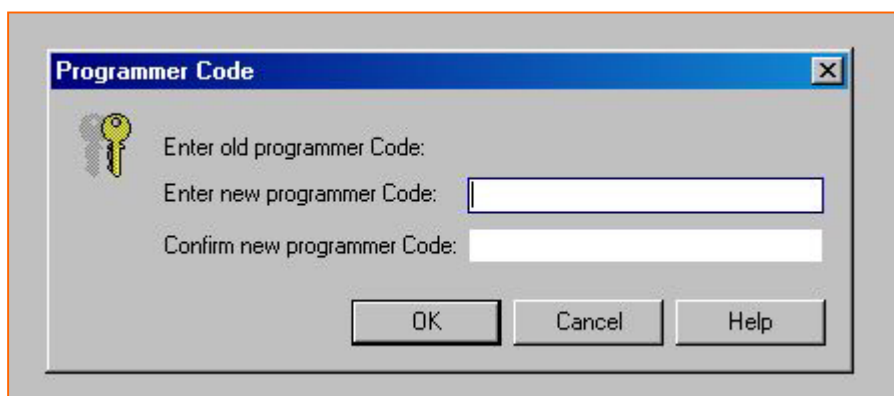 Programmer Code
Enter old programmer Code:
Enter new programmer Code:
Confirm new programmer Code:
OK Cancel Help